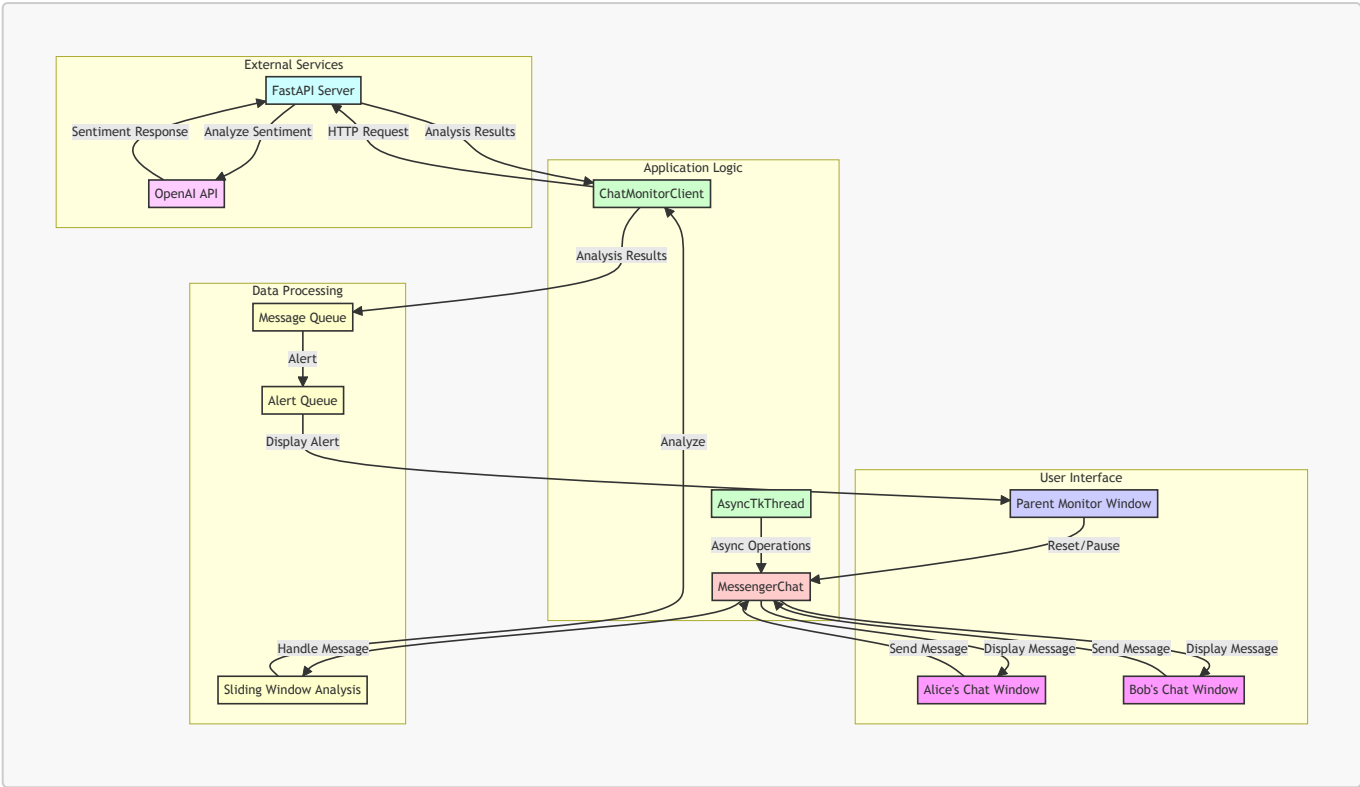 External Services
FastAPI Server
Sentiment Response
Analyze Sentiment
HTTP Request
Analysis Results
OpenAI API
Application Logic
ChatMonitorClient
Analysis Results
Data Processing
Message Queue
Alert
Alert Queue
Display Alert
Analyze
AsyncTkThread
Async Operations
MessengerChat
User Interface
Parent Monitor Window
Reset/Pause
Handle Message
Sliding Window Analysis
Send Message
Display Message
Send Message
Display Message
Alice's Chat Window
Bob's Chat Window